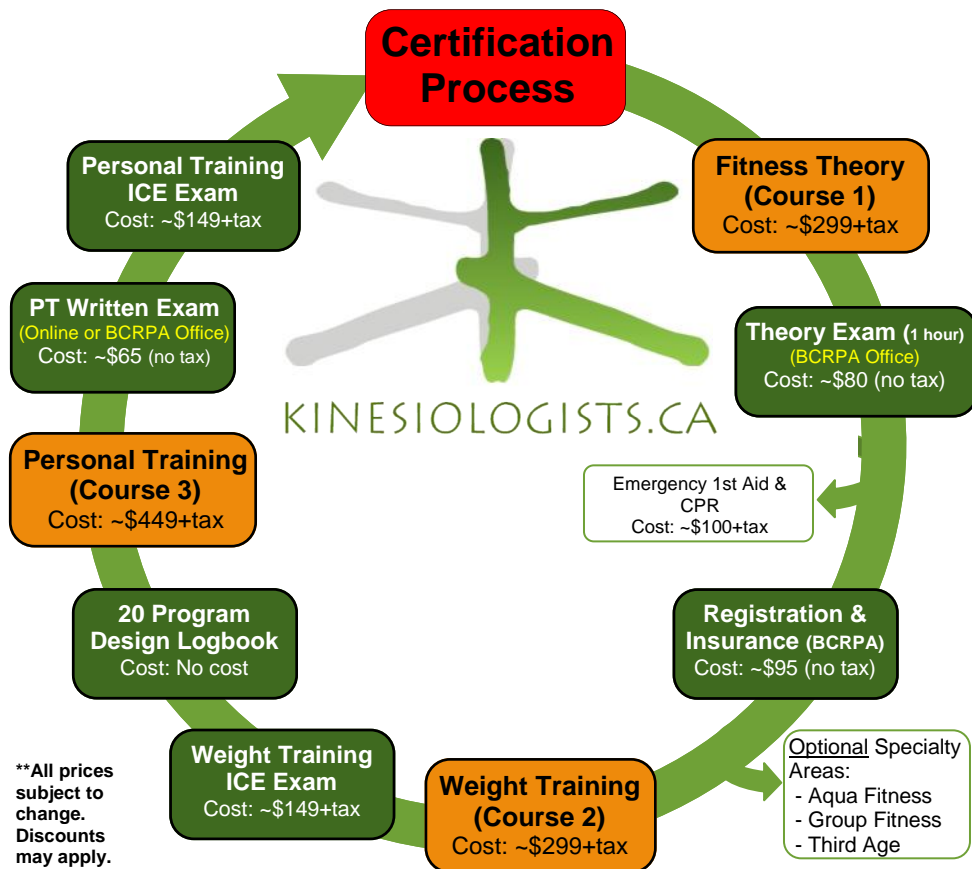 Certification
Process
Fitness Theory
(Course 1)
Cost: ~$299+tax
Theory Exam (1 hour)
(BCRPA Office)
Cost: ~$80 (no tax)
Emergency 1st Aid &
CPR
Cost: ~$100+tax
Registration &
Insurance (BCRPA)
Cost: ~$95 (no tax)
Optional Specialty
Areas:
- Aqua Fitness
- Group Fitness
- Third Age
Weight Training
(Course 2)
Cost: ~$299+tax
Weight Training
ICE Exam
Cost: ~$149+tax
20 Program
Design Logbook
Cost: No cost
Personal Training
(Course 3)
Cost: ~$449+tax
PT Written Exam
(Online or BCRPA Office)
Cost: ~$65 (no tax)
Personal Training
ICE Exam
Cost: ~$149+tax
KINESIOLOGISTS.CA
**All prices
subject to
change.
Discounts
may apply.